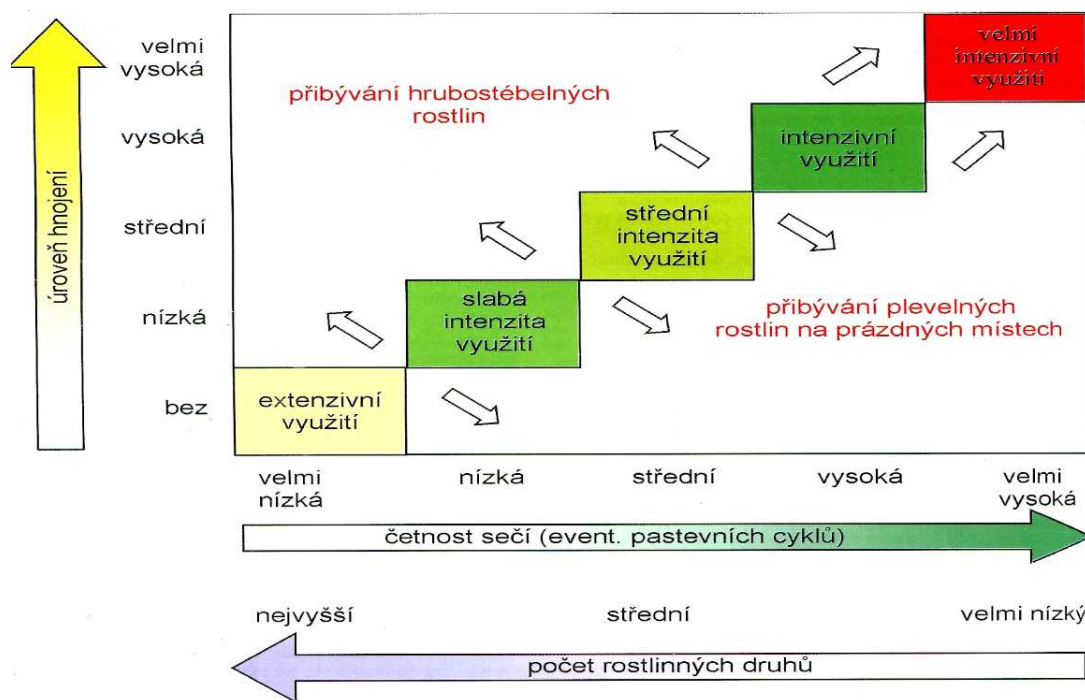 velmi
vysoká
vysoká
střední
nízká
bez
úroveň hnojení
přibývání hrubostébelných
rostlin
velmi
intenzivní
využití
intenzivní
využití
střední
intenzita
využití
slabá
intenzita
využití
extenzivní
využití
přibývání plevelných
rostlin na prázdných místech
velmi
nízká
nízká
střední
vysoká
velmi
vysoká
četnost sečí (event. pastevních cyklů)
nejvyšší
střední
velmi nízký
počet rostlinných druhů